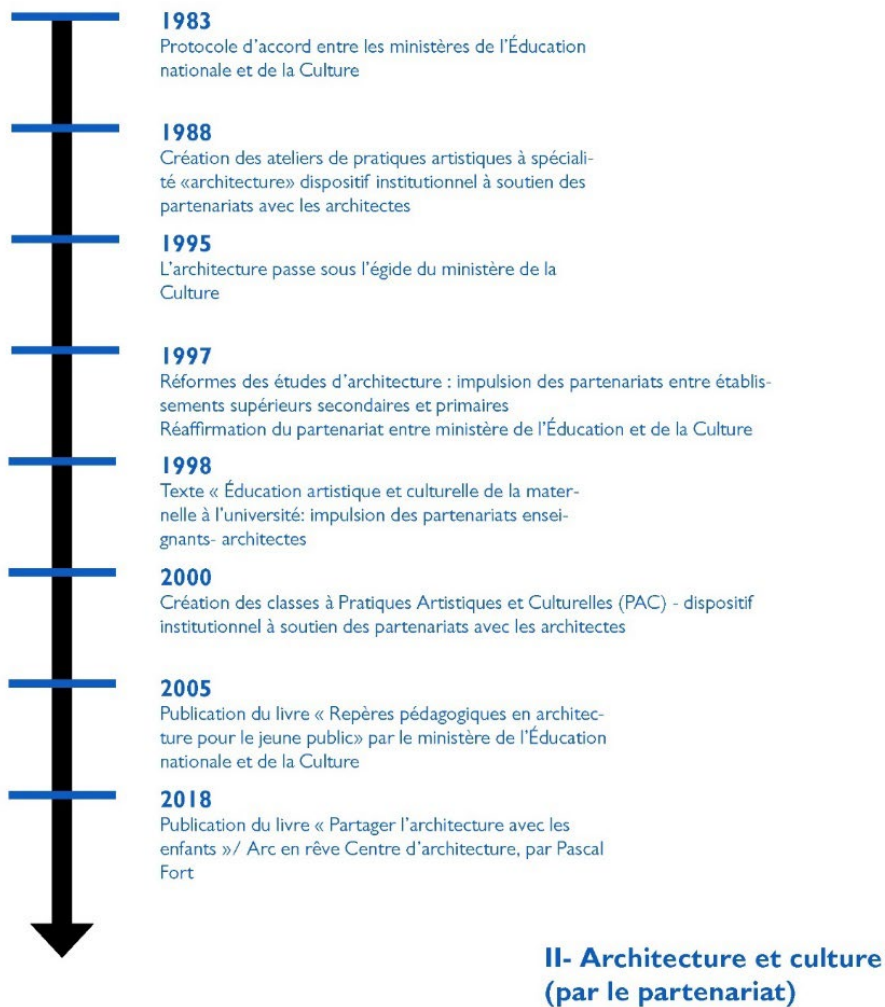 1983
Protocole d'accord entre les ministères de l'Éducation
nationale et de la Culture
1988
Création des ateliers de pratiques artistiques à spéciali-
té «architecture» dispositif institutionnel à soutien des
partenariats avec les architectes
1995
L'architecture passe sous l'égide du ministère de la
Culture
1997
Réformes des études d'architecture : impulsion des partenariats entre établis-
sements supérieurs secondaires et primaires
Réaffirmation du partenariat entre ministère de l'Éducation et de la Culture
1998
Texte « Éducation artistique et culturelle de la mater-
nelle à l'université: impulsion des partenariats ensei-
gnants- architectes
2000
Création des classes à Pratiques Artistiques et Culturelles (PAC) - dispositif
institutionnel à soutien des partenariats avec les architectes
2005
Publication du livre « Repères pédagogiques en architec-
ture pour le jeune public» par le ministère de l'Éducation
nationale et de la Culture
2018
Publication du livre « Partager l'architecture avec les
enfants »/ Arc en rêve Centre d'architecture, par Pascal
Fort
II- Architecture et culture
(par le partenariat)